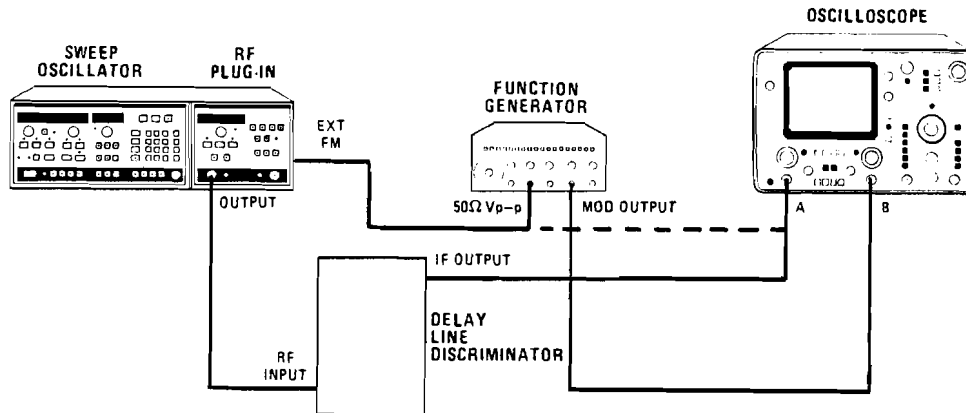 OSCILLOSCOPE
SWEEP
OSCILLATOR
RF
PLUG-IN
FUNCTION
GENERATOR
EXT
FM
OUTPUT
50Ω Vp-p
MOD OUTPUT
A
B
IF OUTPUT
DELAY
LINE
DISCRIMINATOR
RF
INPUT